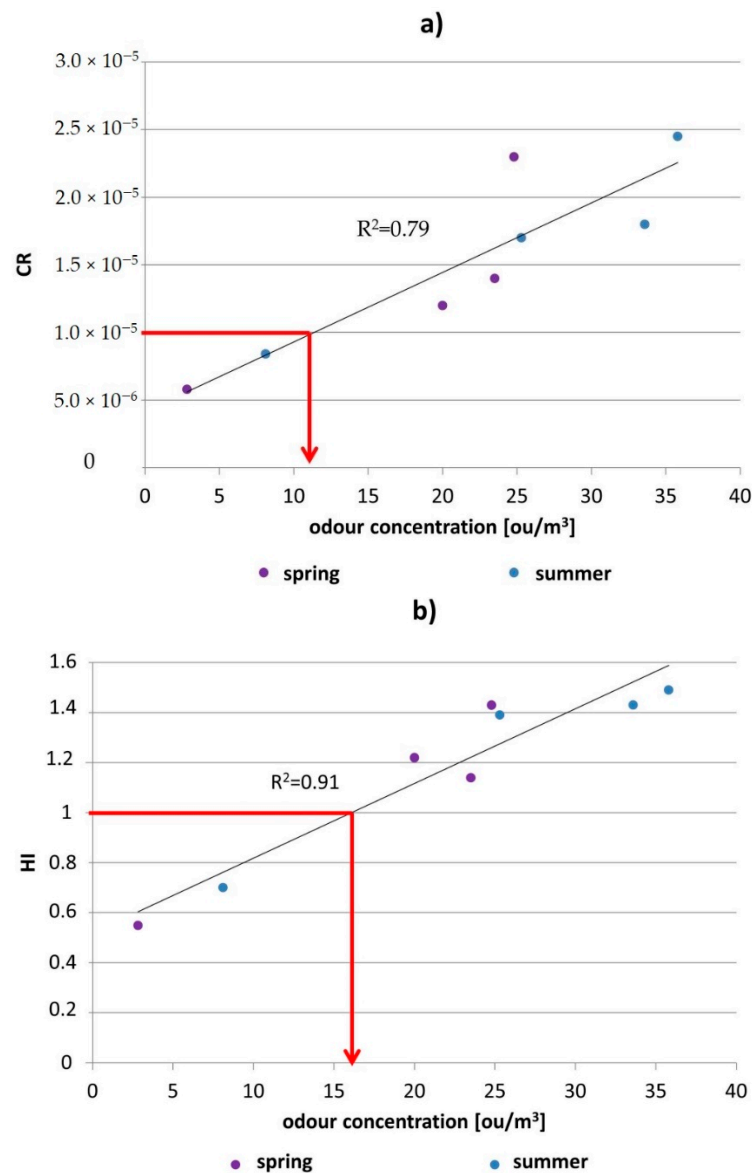 a)
3.0 × 10⁻⁵
2.5 × 10⁻⁵
2.0 × 10⁻⁵
R²=0.79
CR
1.5 × 10⁻⁵
1.0 × 10⁻⁵
5.0 × 10⁻⁶
0
0 5 10 15 20 25 30 35 40
odour concentration [ou/m³]
spring summer
b)
1.6
1.4
1.2
R²=0.91
1
HI
0.8
0.6
0.4
0.2
0
0 5 10 15 20 25 30 35 40
odour concentration [ou/m³]
spring summer